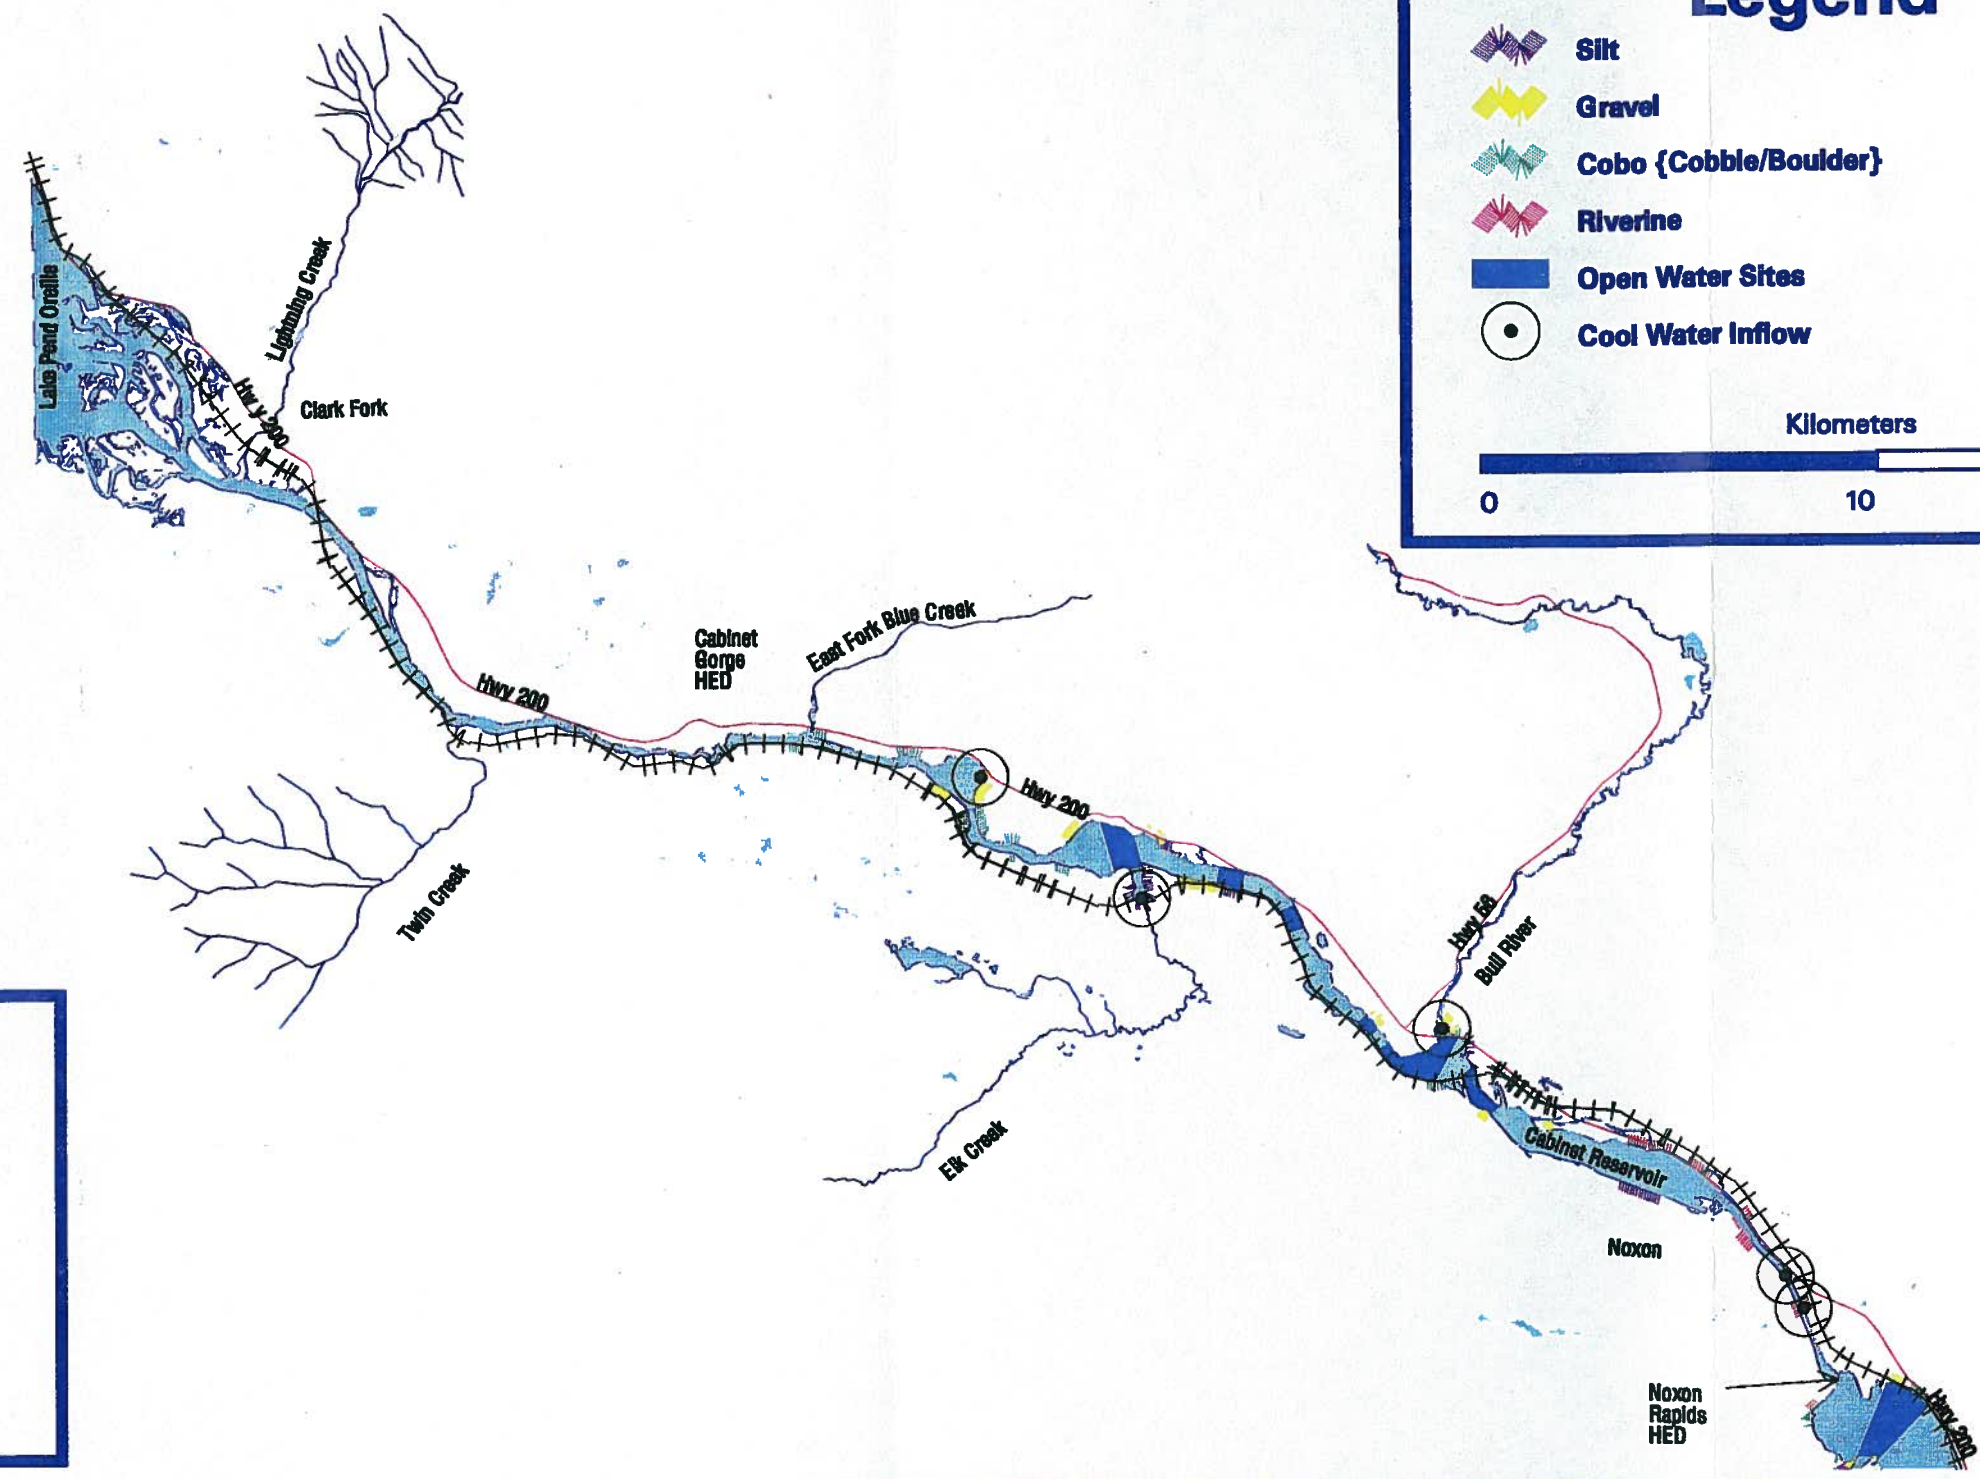 Legend
Silt
Gravel
Cobo {Cobble/Boulder}
Riverine
Open Water Sites
Cool Water Inflow
Kilometers
0 10
Lake Pend Oreille
Lightning Creek
Hwy 200
Clark Fork
Hwy 200
Cabinet
Gorge
HED
East Fork Blue Creek
Hwy 200
Twin Creek
Elk Creek
Hwy 56
Bull River
Cabinet Reservoir
Noxon
Noxon
Rapids
HED
Hwy 200